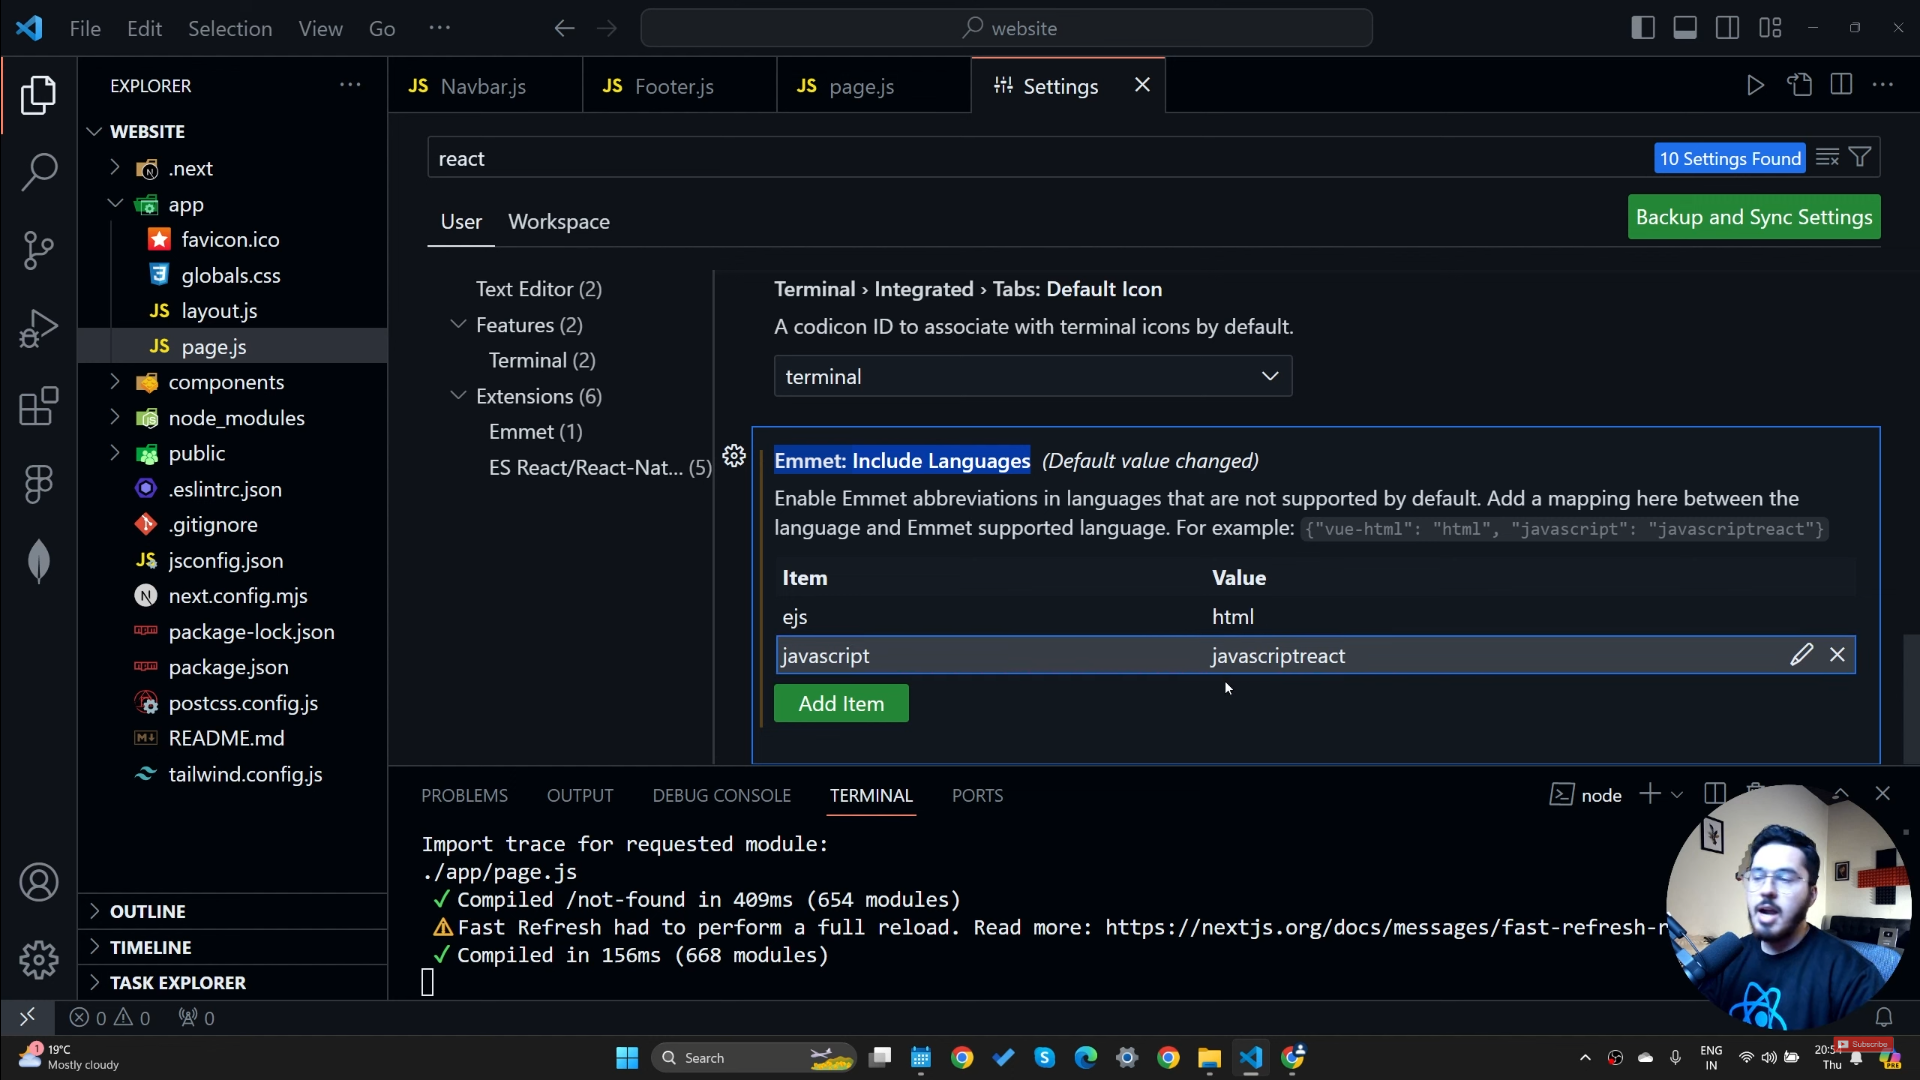 File Edit Selection View Go ···
website
EXPLORER ···
WEBSITE
.next
app
favicon.ico
globals.css
layout.js
page.js
components
node_modules
public
.eslintrc.json
.gitignore
jsconfig.json
next.config.mjs
package-lock.json
package.json
postcss.config.js
README.md
tailwind.config.js
OUTLINE
TIMELINE
TASK EXPLORER
JS Navbar.js
JS Footer.js
JS page.js
Settings
react
10 Settings Found
User Workspace
Backup and Sync Settings
Text Editor (2)
Features (2)
Terminal (2)
Extensions (6)
Emmet (1)
ES React/React-Nat... (5)
Terminal › Integrated › Tabs: Default Icon
A codicon ID to associate with terminal icons by default.
terminal
Emmet: Include Languages (Default value changed)
Enable Emmet abbreviations in languages that are not supported by default. Add a mapping here between the
language and Emmet supported language. For example: {"vue-html": "html", "javascript": "javascriptreact"}
Item Value
ejs html
javascript javascriptreact
Add Item
PROBLEMS OUTPUT DEBUG CONSOLE TERMINAL PORTS
node
Import trace for requested module:
./app/page.js
✓ Compiled /not-found in 409ms (654 modules)
⚠ Fast Refresh had to perform a full reload. Read more: https://nextjs.org/docs/messages/fast-refresh-r
✓ Compiled in 156ms (668 modules)
0 0 0
1 19°C
Mostly cloudy
Search
ENG
IN
20:54
Thu
Subscribe
PRE